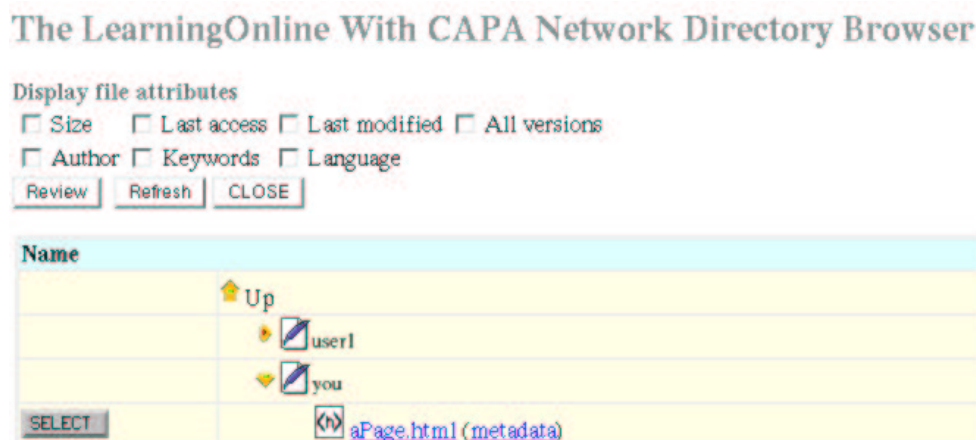 The LearningOnline With CAPA Network Directory Browser
Display file attributes
Size Last access Last modified All versions
Author Keywords Language
Review Refresh CLOSE
Name
Up
user1
you
SELECT <h> aPage.html (metadata)